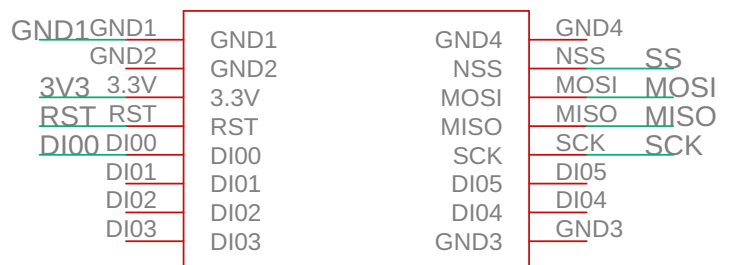 GND1 GND1 GND1 GND4 GND4
GND2 GND2 NSS NSS SS
3V3 3.3V 3.3V MOSI MOSI MOSI
RST RST RST MISO MISO MISO
DI00 DI00 DI00 SCK SCK SCK
DI01 DI01 DI05 DI05
DI02 DI02 DI04 DI04
DI03 DI03 GND3 GND3